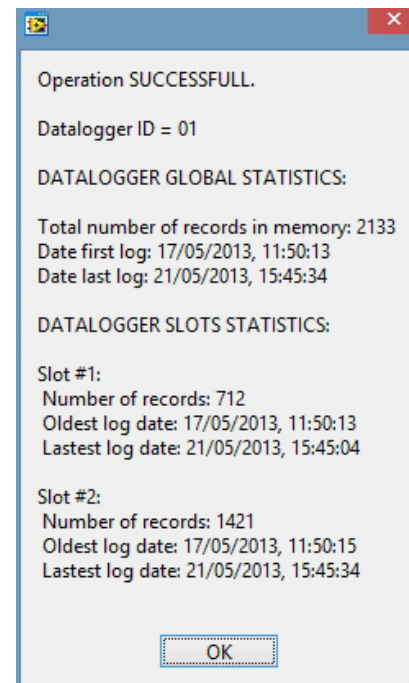 Operation SUCCESSFULL.
Datalogger ID = 01
DATALOGGER GLOBAL STATISTICS:
Total number of records in memory: 2133
Date first log: 17/05/2013, 11:50:13
Date last log: 21/05/2013, 15:45:34
DATALOGGER SLOTS STATISTICS:
Slot #1:
Number of records: 712
Oldest log date: 17/05/2013, 11:50:13
Lastest log date: 21/05/2013, 15:45:04
Slot #2:
Number of records: 1421
Oldest log date: 17/05/2013, 11:50:15
Lastest log date: 21/05/2013, 15:45:34
OK